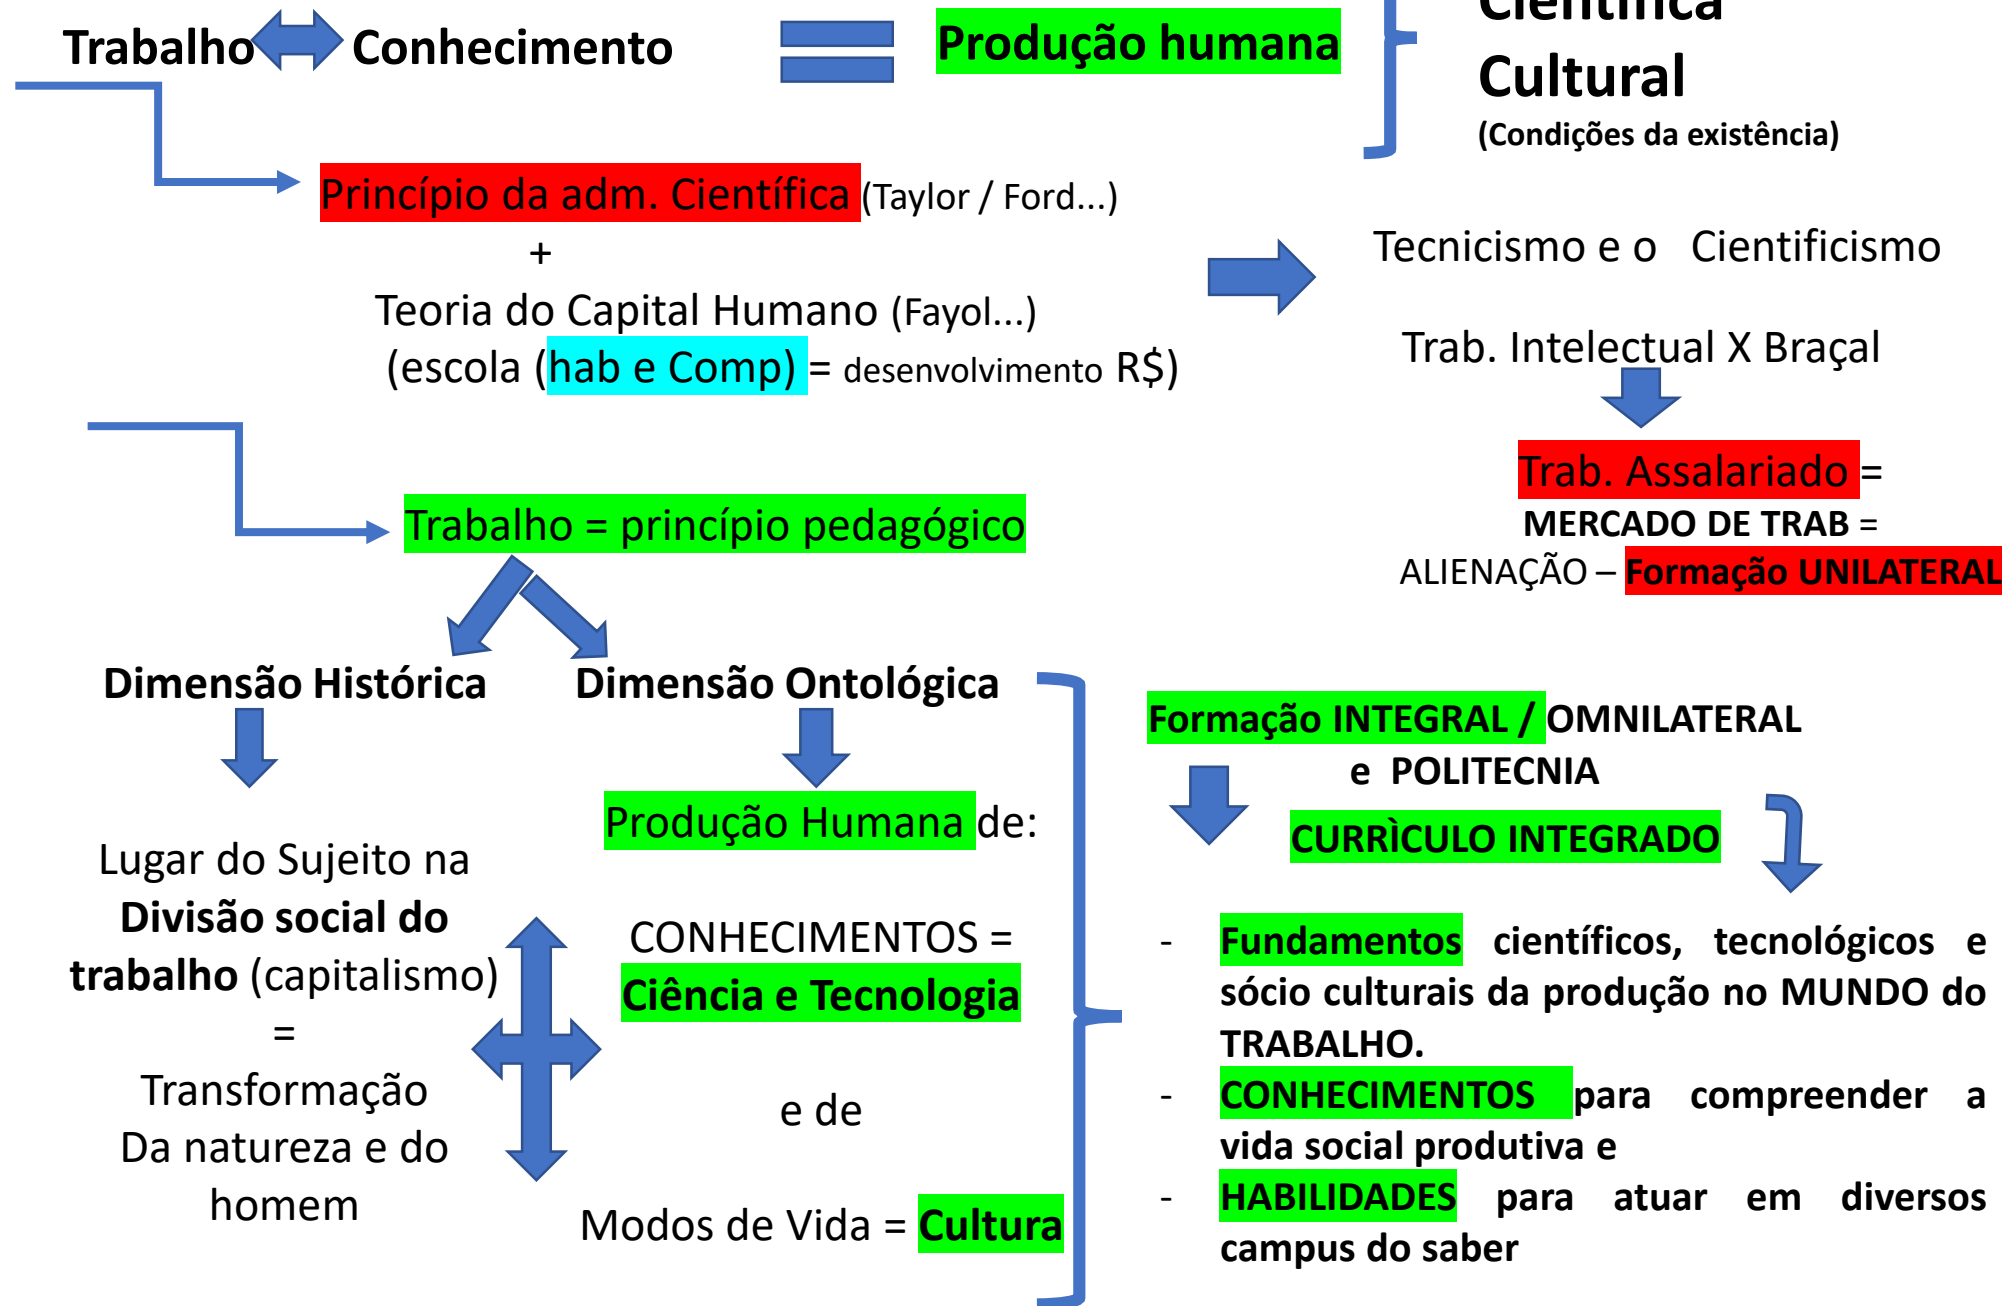 Trabalho Conhecimento Produção humana
Científica
Cultural
(Condições da existência)
Princípio da adm. Científica (Taylor / Ford...)
+
Teoria do Capital Humano (Fayol...)
(escola (hab e Comp) = desenvolvimento R$)
Tecnicismo e o Cientificismo
Trab. Intelectual X Braçal
Trab. Assalariado =
MERCADO DE TRAB =
ALIENAÇÃO – Formação UNILATERAL
Trabalho = princípio pedagógico
Dimensão Histórica
Lugar do Sujeito na
Divisão social do
trabalho (capitalismo)
=
Transformação
Da natureza e do
homem
Dimensão Ontológica
Produção Humana de:
CONHECIMENTOS =
Ciência e Tecnologia
e de
Modos de Vida = Cultura
Formação INTEGRAL / OMNILATERAL
e POLITECNIA
CURRÌCULO INTEGRADO
- Fundamentos científicos, tecnológicos e
sócio culturais da produção no MUNDO do
TRABALHO.
- CONHECIMENTOS para compreender a
vida social produtiva e
- HABILIDADES para atuar em diversos
campus do saber